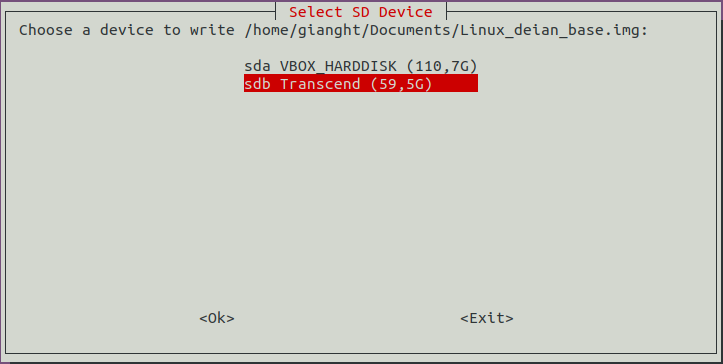 Select SD Device
Choose a device to write /home/gianght/Documents/Linux_deian_base.img:
sda VBOX_HARDDISK (110,7G)
sdb Transcend (59,5G)
<Ok> <Exit>